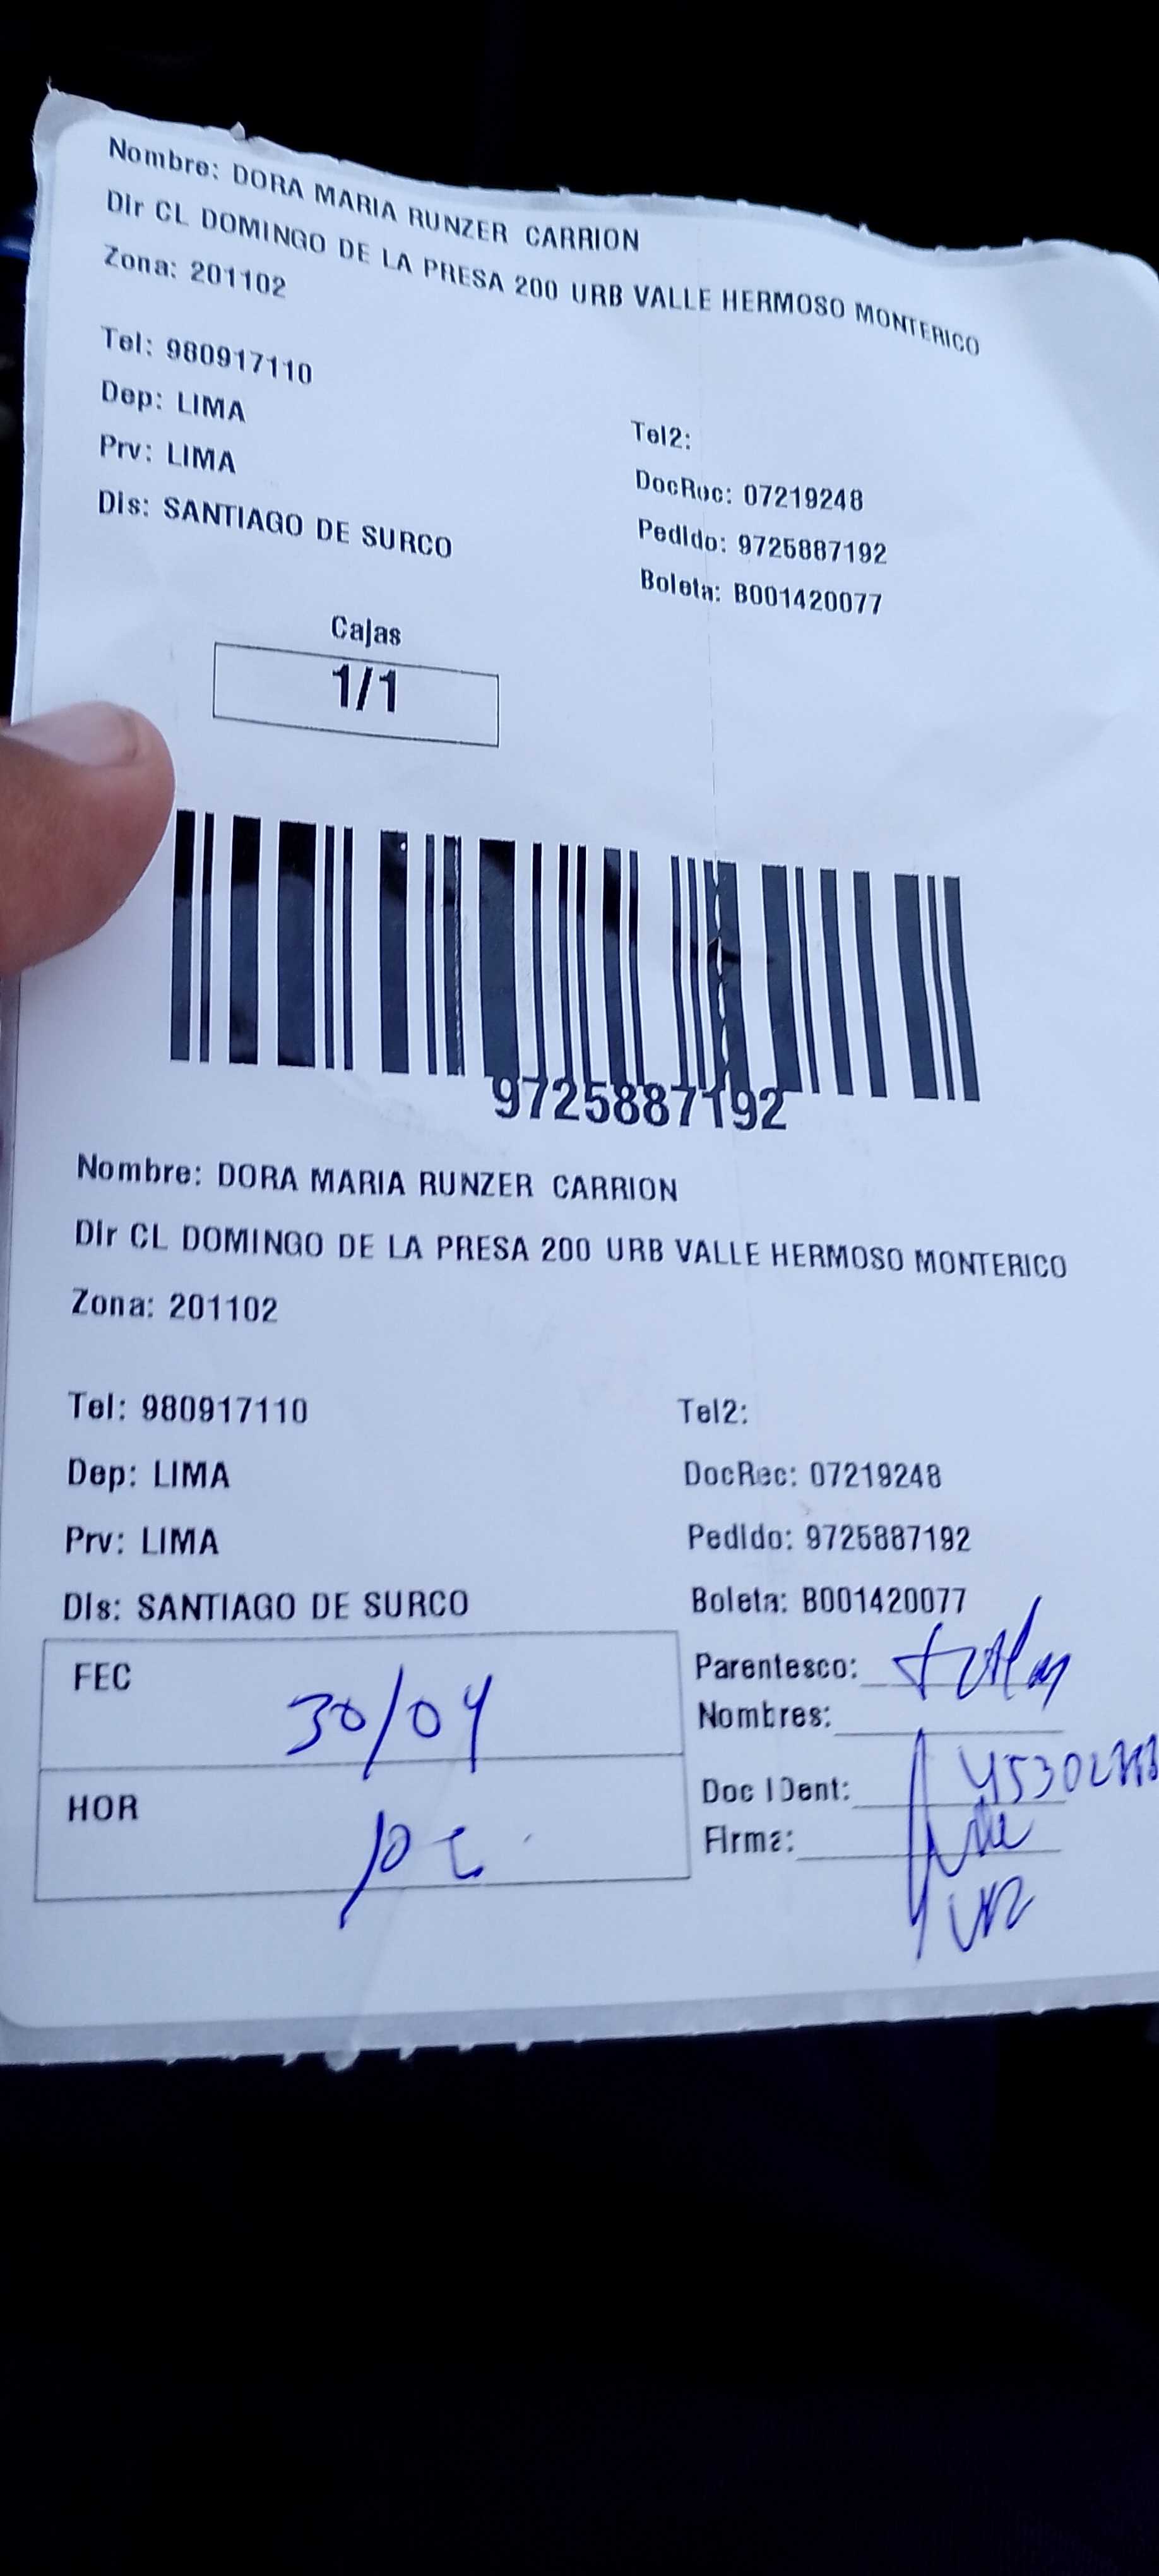 Nombre: DORA MARIA RUNZER CARRION
Dir CL DOMINGO DE LA PRESA 200 URB VALLE HERMOSO MONTERICO
Zona: 201102
Tel: 980917110
Tel2:
Dep: LIMA
DocRec: 07219248
Prv: LIMA
Pedido: 9725887192
Dis: SANTIAGO DE SURCO
Boleta: B001420077
Cajas
1/1
9725887192
Nombre: DORA MARIA RUNZER CARRION
Dir CL DOMINGO DE LA PRESA 200 URB VALLE HERMOSO MONTERICO
Zona: 201102
Tel: 980917110
Tel2:
Dep: LIMA
DocRec: 07219248
Prv: LIMA
Pedido: 9725887192
Dis: SANTIAGO DE SURCO
Boleta: B001420077
FEC
30/04
Parentesco:
Nombres:
HOR
Doc IDent:
Firma: